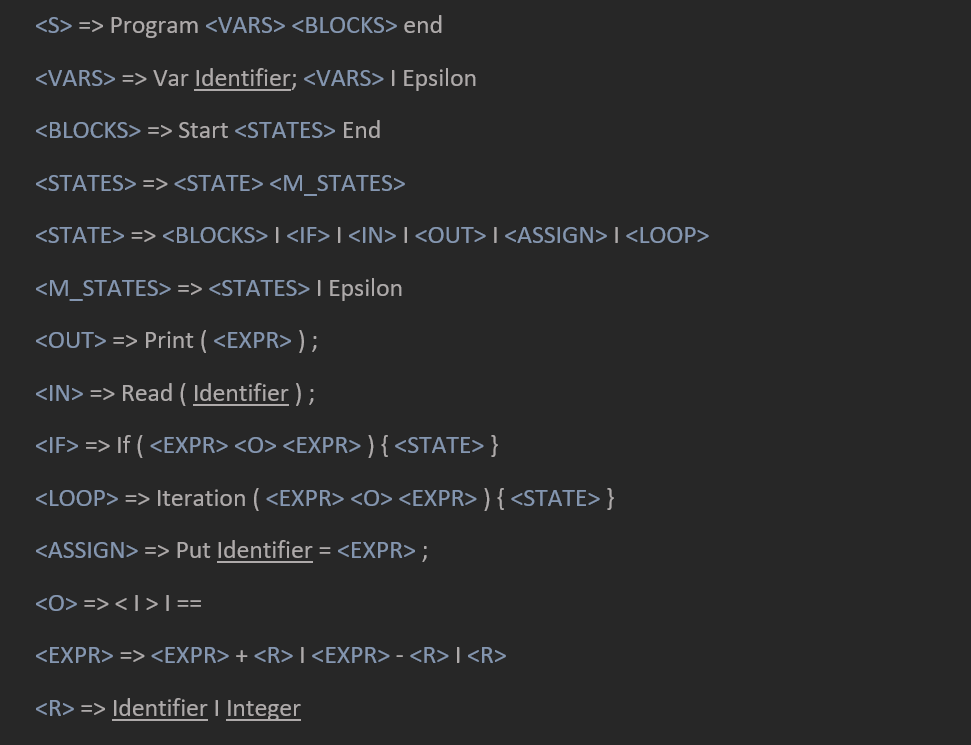 <S> => Program <VARS> <BLOCKS> end
<VARS> => Var Identifier; <VARS> I Epsilon
<BLOCKS> => Start <STATES> End
<STATES> => <STATE> <M_STATES>
<STATE> => <BLOCKS> I <IF> I <IN> I <OUT> I <ASSIGN> I <LOOP>
<M_STATES> => <STATES> I Epsilon
<OUT> => Print ( <EXPR> ) ;
<IN> => Read ( Identifier ) ;
<IF> => If ( <EXPR> <O> <EXPR> ) { <STATE> }
<LOOP> => Iteration ( <EXPR> <O> <EXPR> ) { <STATE> }
<ASSIGN> => Put Identifier = <EXPR> ;
<O> => < I > I ==
<EXPR> => <EXPR> + <R> I <EXPR> - <R> I <R>
<R> => Identifier I Integer